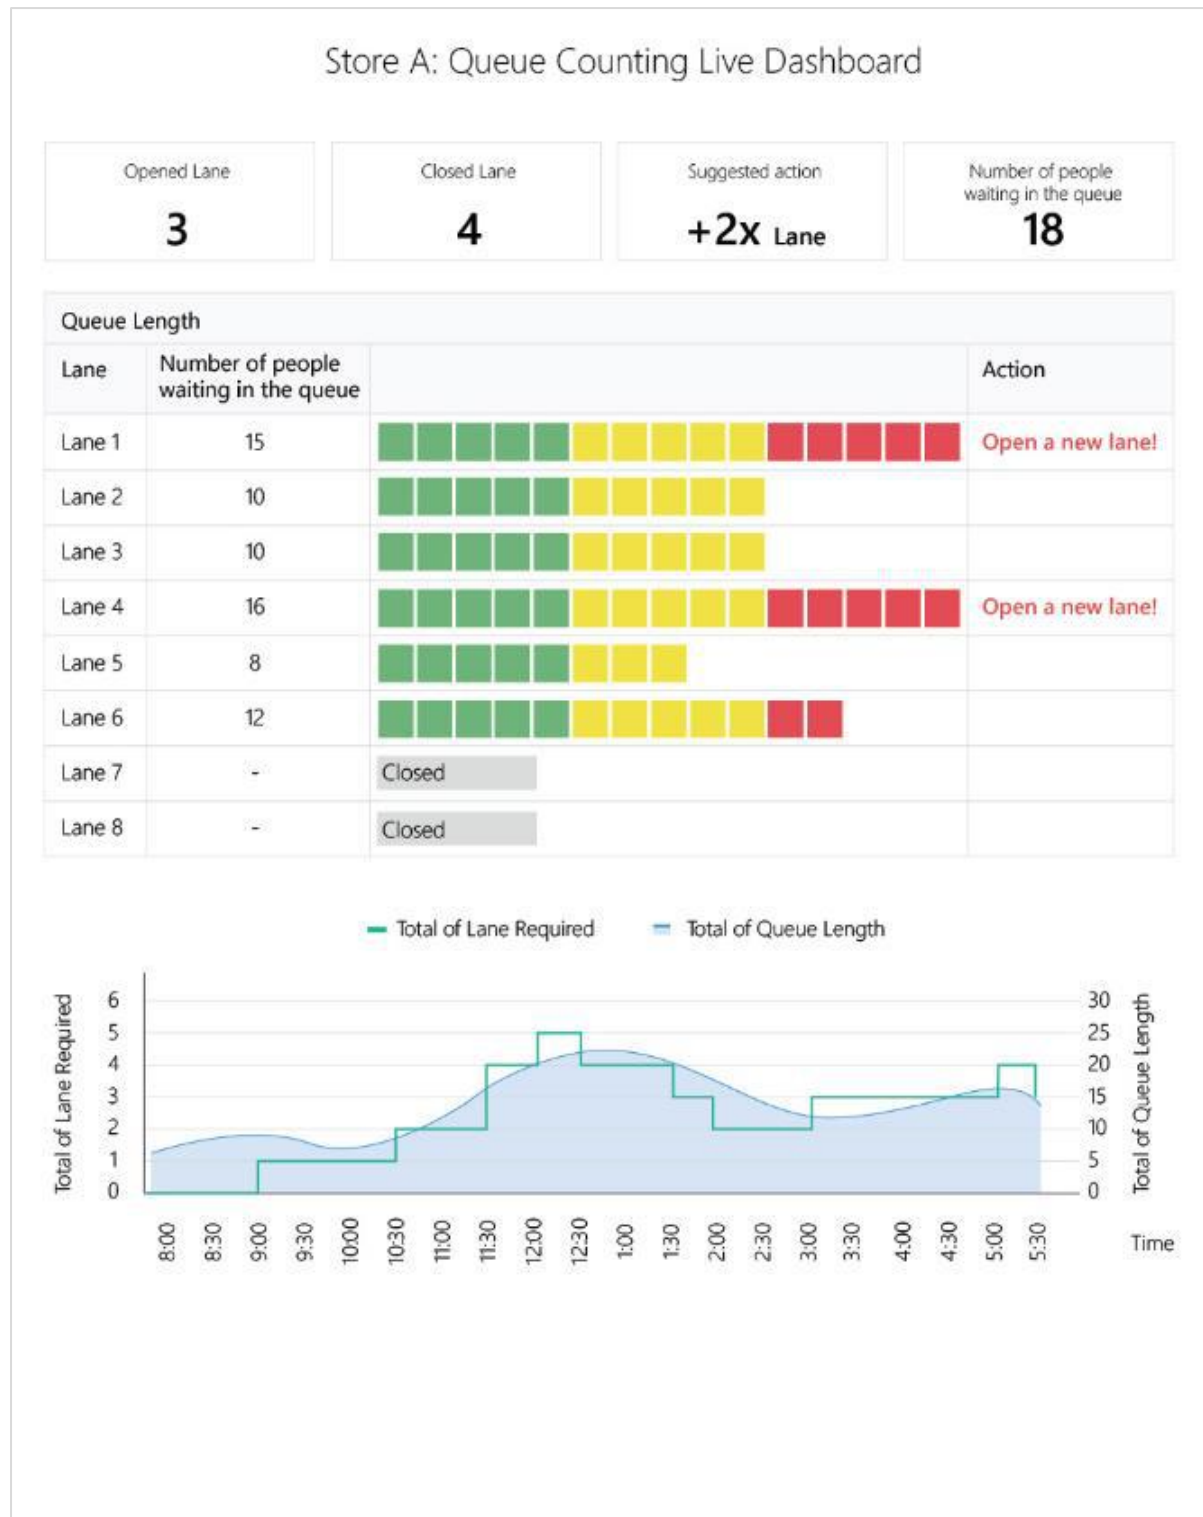 Store A: Queue Counting Live Dashboard
Opened Lane
3
Closed Lane
4
Suggested action
+2x Lane
Number of people
waiting in the queue
18
Queue Length
Lane
Number of people
waiting in the queue
Action
Lane 1 15 Open a new lane!
Lane 2 10
Lane 3 10
Lane 4 16 Open a new lane!
Lane 5 8
Lane 6 12
Lane 7 - Closed
Lane 8 - Closed
Total of Lane Required
Total of Queue Length
Total of Lane Required
6
5
4
3
2
1
0
30
25
20
15
10
5
0
Total of Queue Length
8:00
8:30
9:00
9:30
10:00
10:30
11:00
11:30
12:00
12:30
1:00
1:30
2:00
2:30
3:00
3:30
4:00
4:30
5:00
5:30
Time